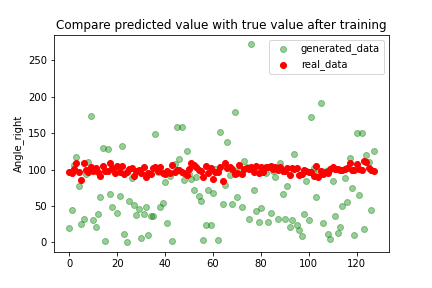 Compare predicted value with true value after training
generated_data
real_data
Angle_right
250
200
150
100
50
0
0 20 40 60 80 100 120